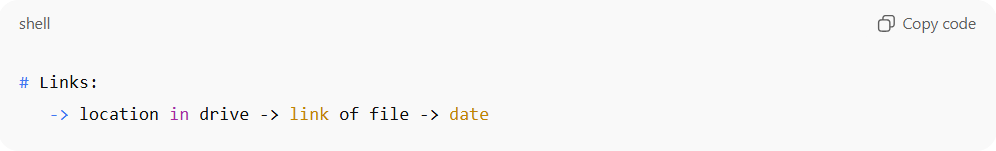 shell
Copy code
# Links:
-> location in drive -> link of file -> date